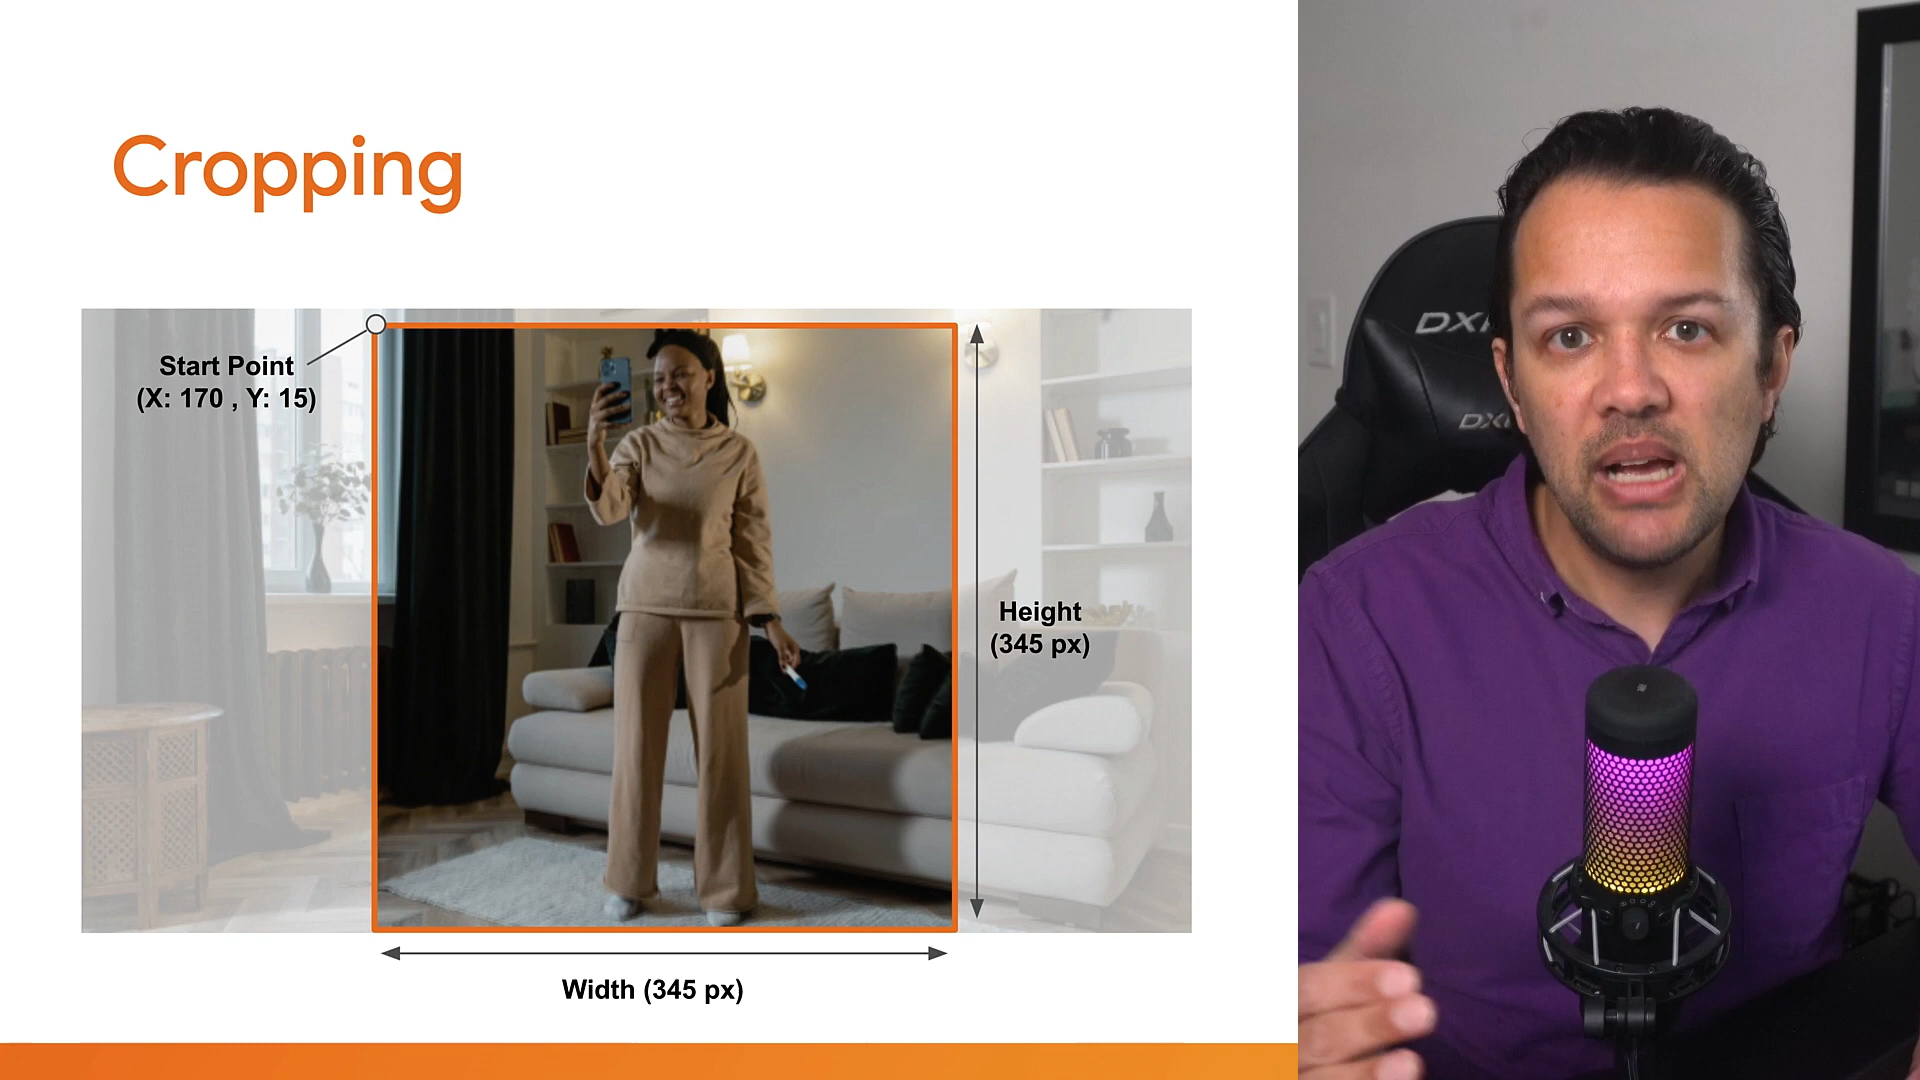 Cropping
Start Point
(X: 170 , Y: 15)
Height
(345 px)
Width (345 px)